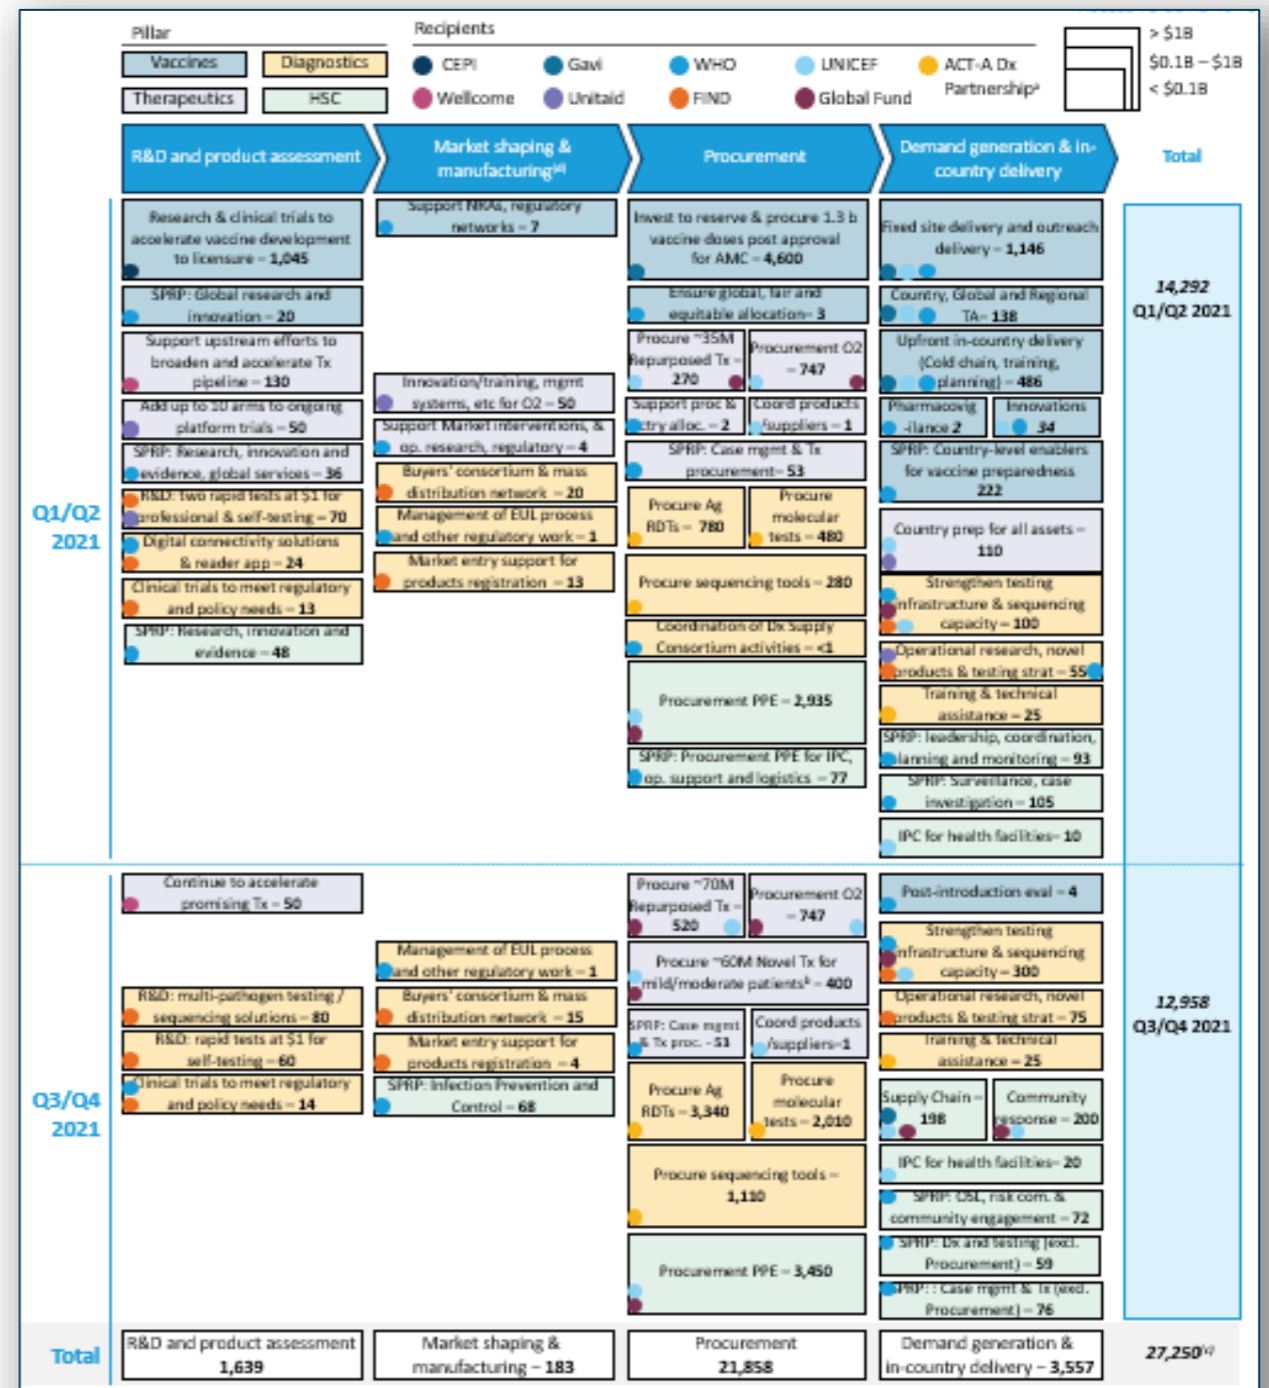 Pillar
Recipients
Vaccines
Diagnostics
Therapeutics
HSC
CEPI
Gavi
WHO
UNICEF
ACT-A Dx
Partnershipᵃ
Wellcome
Unitaid
FIND
Global Fund
> $1B
$0.1B – $1B
< $0.1B
R&D and product assessment
Market shaping &
manufacturing⁽ᵈ⁾
Procurement
Demand generation & in-
country delivery
Total
Q1/Q2
2021
Research & clinical trials to
accelerate vaccine development
to licensure – 1,045
SPRP: Global research and
innovation – 20
Support upstream efforts to
broaden and accelerate Tx
pipeline – 130
Add up to 10 arms to ongoing
platform trials – 50
SPRP: Research, innovation and
evidence, global services – 36
R&D: two rapid tests at $1 for
professional & self-testing – 70
Digital connectivity solutions
& reader app – 24
Clinical trials to meet regulatory
and policy needs – 13
SPRP: Research, innovation and
evidence – 48
Support NRAs, regulatory
networks – 7
Innovation/training, mgmt
systems, etc for O2 – 50
Support Market interventions, &
op. research, regulatory – 4
Buyers' consortium & mass
distribution network – 20
Management of EUL process
and other regulatory work – 1
Market entry support for
products registration – 13
Invest to reserve & procure 1.3 b
vaccine doses post approval
for AMC – 4,600
Ensure global, fair and
equitable allocation– 3
Procure ~35M
Repurposed Tx –
270
Procurement O2
– 747
Support proc &
ctry alloc. – 2
Coord products
/suppliers – 1
SPRP: Case mgmt & Tx
procurement– 53
Procure Ag
RDTs – 780
Procure
molecular
tests – 480
Procure sequencing tools – 280
Coordination of Dx Supply
Consortium activities – <1
Procurement PPE – 2,935
SPRP: Procurement PPE for IPC,
op. support and logistics – 77
Fixed site delivery and outreach
delivery – 1,146
Country, Global and Regional
TA– 138
Upfront in-country delivery
(Cold chain, training,
planning) – 486
Pharmacovig
-ilance 2
Innovations
34
SPRP: Country-level enablers
for vaccine preparedness
222
Country prep for all assets –
110
Strengthen testing
infrastructure & sequencing
capacity – 100
Operational research, novel
products & testing strat – 55
Training & technical
assistance – 25
SPRP: leadership, coordination,
planning and monitoring – 93
SPRP: Surveillance, case
investigation – 105
IPC for health facilities– 10
14,292
Q1/Q2 2021
Q3/Q4
2021
Continue to accelerate
promising Tx – 50
R&D: multi-pathogen testing /
sequencing solutions – 80
R&D: rapid tests at $1 for
self-testing – 60
Clinical trials to meet regulatory
and policy needs – 14
Management of EUL process
and other regulatory work – 1
Buyers' consortium & mass
distribution network – 15
Market entry support for
products registration – 4
SPRP: Infection Prevention and
Control – 68
Procure ~70M
Repurposed Tx –
520
Procurement O2
– 747
Procure ~60M Novel Tx for
mild/moderate patientsᵇ – 400
SPRP: Case mgmt
& Tx proc. – 53
Coord products
/suppliers–1
Procure Ag
RDTs – 3,340
Procure
molecular
tests – 2,010
Procure sequencing tools –
1,110
Procurement PPE – 3,450
Post-introduction eval – 4
Strengthen testing
infrastructure & sequencing
capacity – 300
Operational research, novel
products & testing strat – 75
Training & technical
assistance – 25
Supply Chain –
198
Community
response – 200
IPC for health facilities– 20
SPRP: OSL, risk com. &
community engagement – 72
SPRP: Dx and testing (excl.
Procurement) – 59
SPRP: : Case mgmt & Tx (excl.
Procurement) – 76
12,958
Q3/Q4 2021
Total
R&D and product assessment
1,639
Market shaping &
manufacturing – 183
Procurement
21,858
Demand generation &
in-country delivery – 3,557
27,250⁽ᶜ⁾